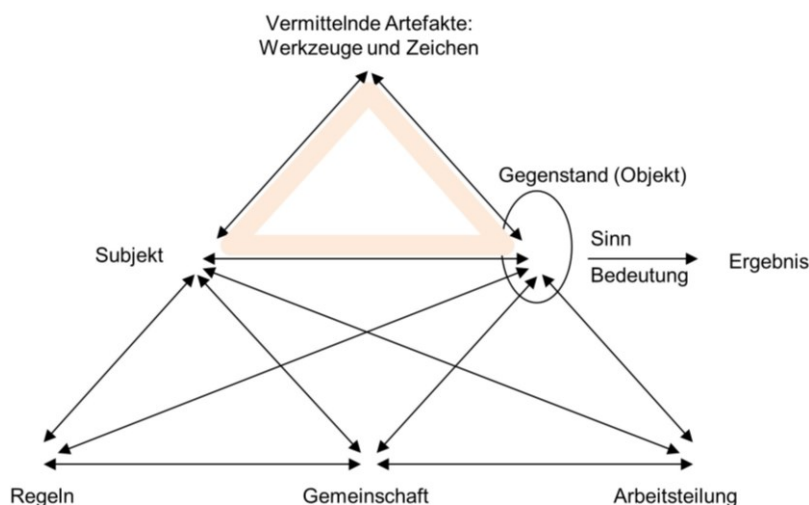 Vermittelnde Artefakte:
Werkzeuge und Zeichen
Gegenstand (Objekt)
Subjekt
Sinn
Bedeutung
Ergebnis
Regeln
Gemeinschaft
Arbeitsteilung